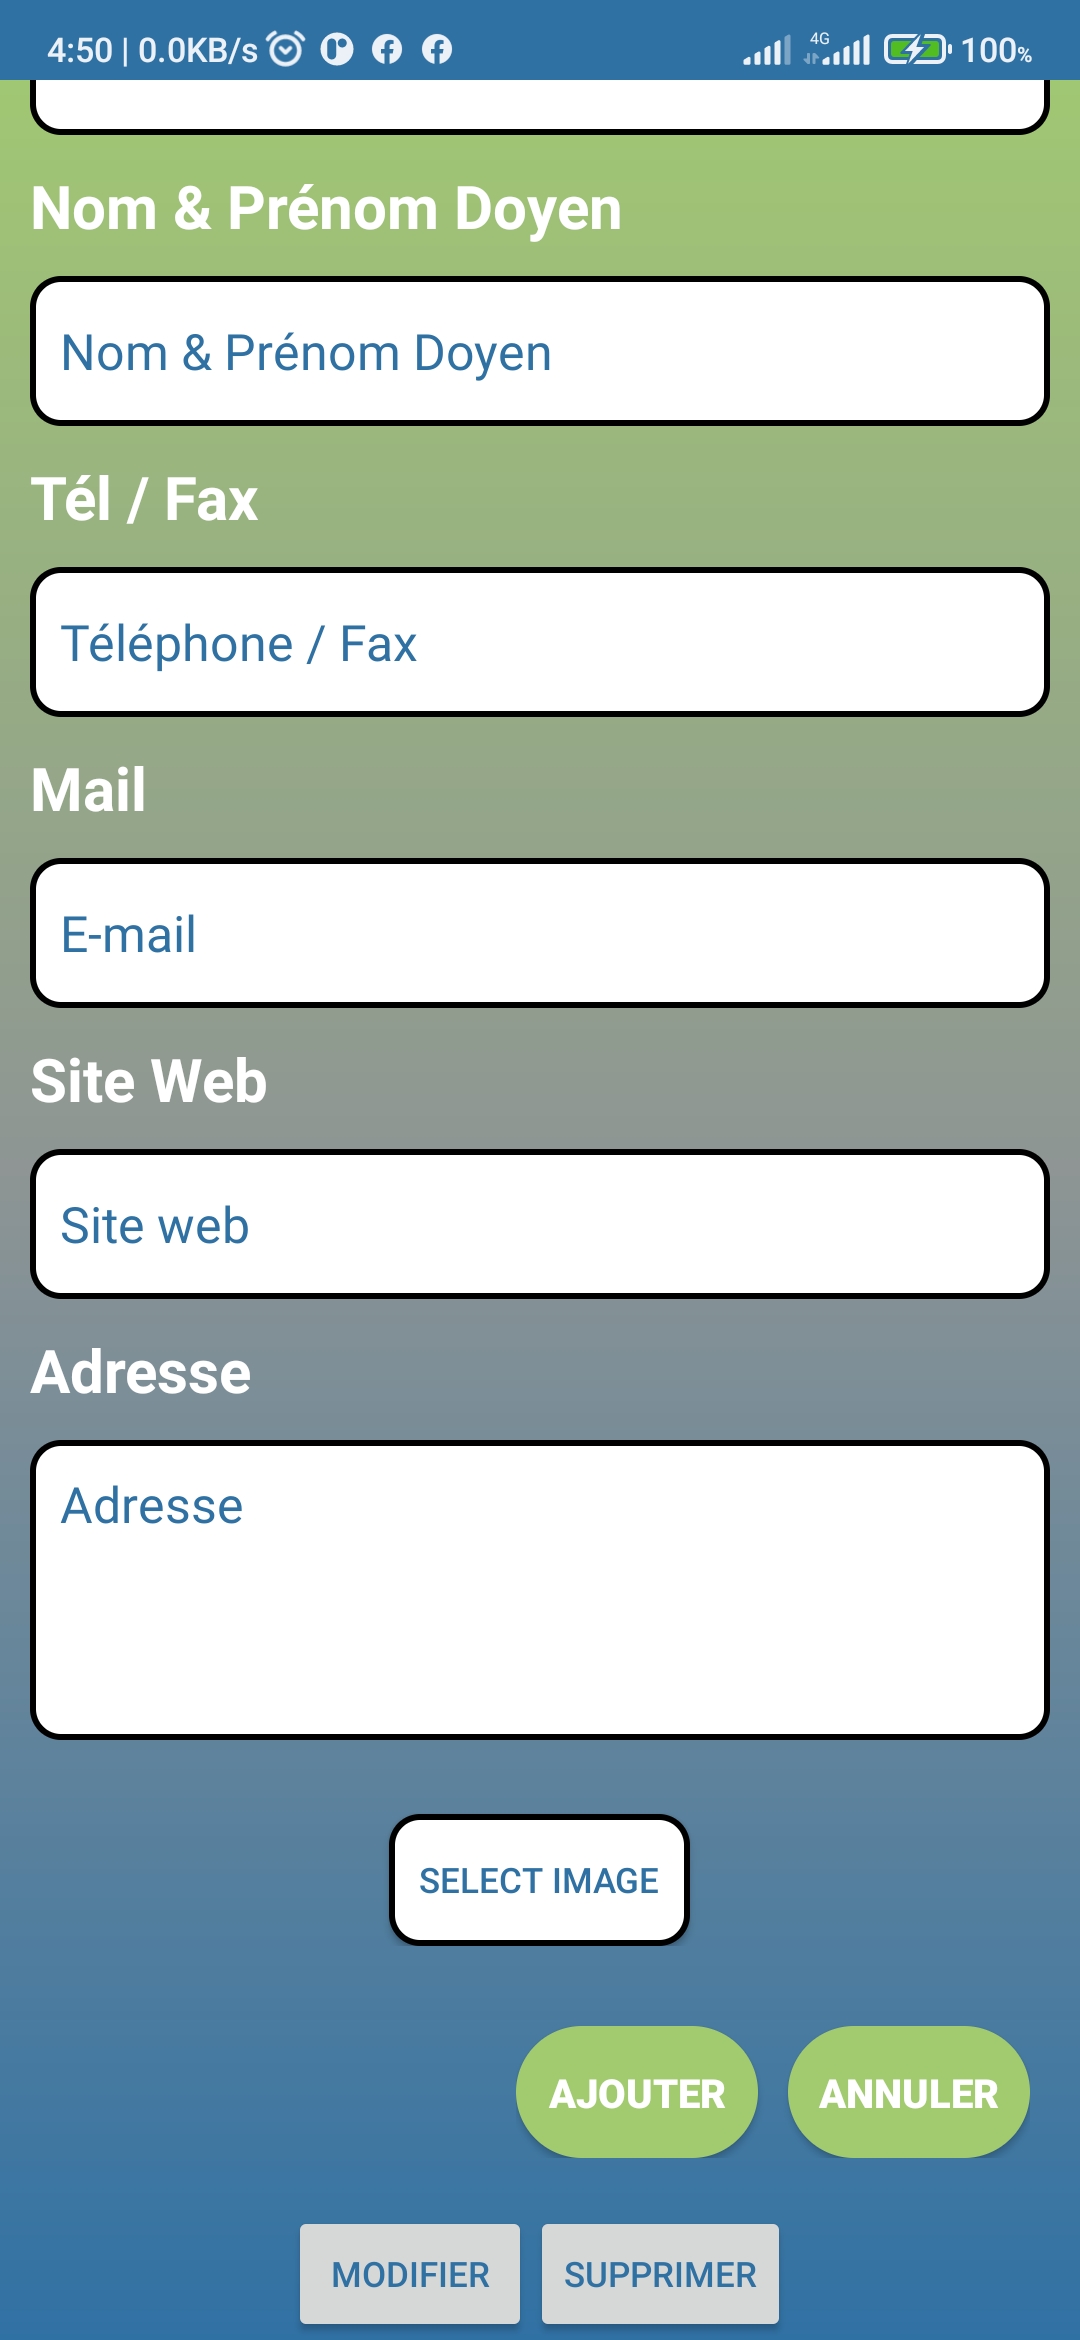 4:50 | 0.0KB/s 4G 100%
Nom & Prénom Doyen
Nom & Prénom Doyen
Tél / Fax
Téléphone / Fax
Mail
E-mail
Site Web
Site web
Adresse
Adresse
SELECT IMAGE
AJOUTER ANNULER
MODIFIER SUPPRIMER